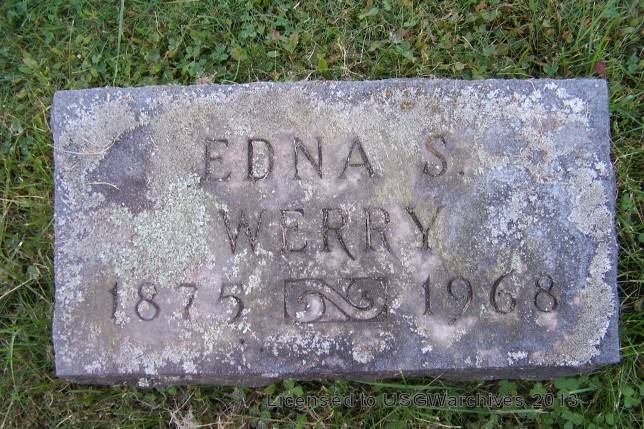 EDNA S.
WERRY
1875 1968
Licensed to USGWarchives 2013